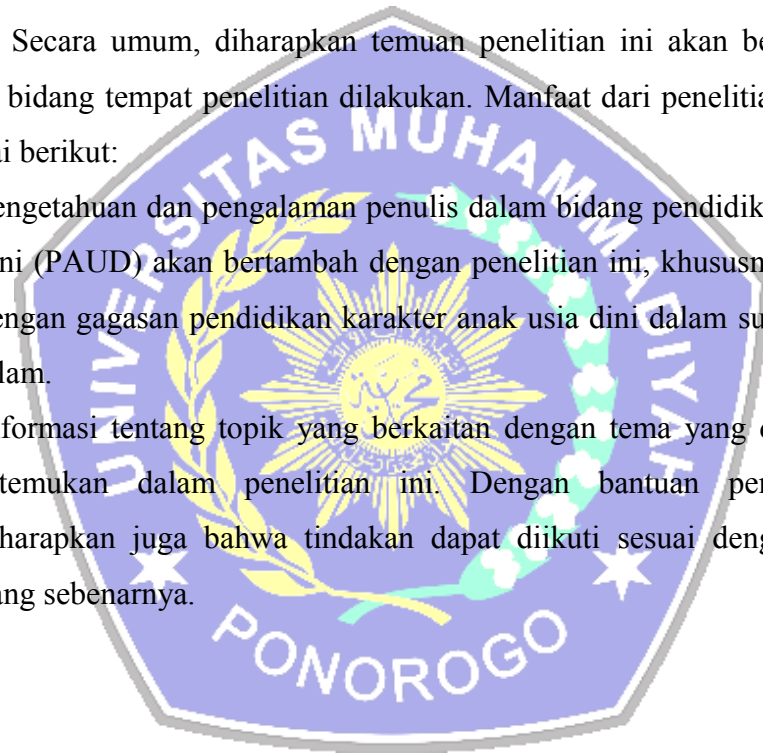 Secara umum, diharapkan temuan penelitian ini akan be
bidang tempat penelitian dilakukan. Manfaat dari penelitian
ai berikut:
engetahuan dan pengalaman penulis dalam bidang pendidik
ni (PAUD) akan bertambah dengan penelitian ini, khususn
engan gagasan pendidikan karakter anak usia dini dalam su
lam.
formasi tentang topik yang berkaitan dengan tema yang
temukan dalam penelitian ini. Dengan bantuan pen
harapkan juga bahwa tindakan dapat diikuti sesuai deng
ang sebenarnya.
UNIVERSITAS MUHAMMADIYAH
PONOROGO